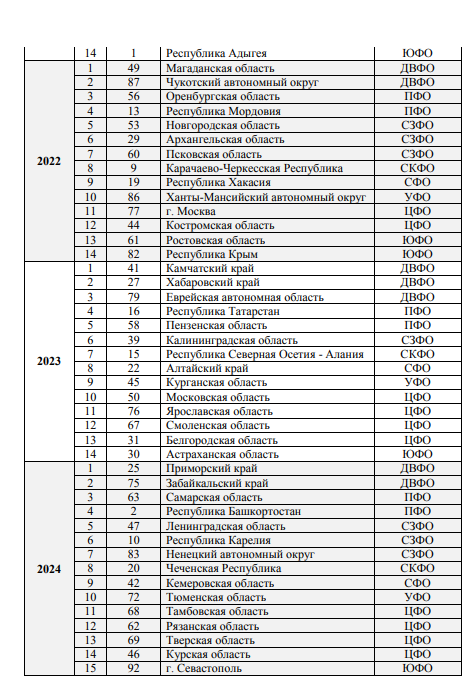 14 1 Республика Адыгея ЮФО
1 49 Магаданская область ДВФО
2 87 Чукотский автономный округ ДВФО
3 56 Оренбургская область ПФО
4 13 Республика Мордовия ПФО
5 53 Новгородская область СЗФО
6 29 Архангельская область СЗФО
2022 7 60 Псковская область СЗФО
8 9 Карачаево-Черкесская Республика СКФО
9 19 Республика Хакасия СФО
10 86 Ханты-Мансийский автономный округ УФО
11 77 г. Москва ЦФО
12 44 Костромская область ЦФО
13 61 Ростовская область ЮФО
14 82 Республика Крым ЮФО
1 41 Камчатский край ДВФО
2 27 Хабаровский край ДВФО
3 79 Еврейская автономная область ДВФО
4 16 Республика Татарстан ПФО
5 58 Пензенская область ПФО
6 39 Калининградская область СЗФО
2023 7 15 Республика Северная Осетия - Алания СКФО
8 22 Алтайский край СФО
9 45 Курганская область УФО
10 50 Московская область ЦФО
11 76 Ярославская область ЦФО
12 67 Смоленская область ЦФО
13 31 Белгородская область ЦФО
14 30 Астраханская область ЮФО
1 25 Приморский край ДВФО
2 75 Забайкальский край ДВФО
3 63 Самарская область ПФО
4 2 Республика Башкортостан ПФО
5 47 Ленинградская область СЗФО
6 10 Республика Карелия СЗФО
7 83 Ненецкий автономный округ СЗФО
2024 8 20 Чеченская Республика СКФО
9 42 Кемеровская область СФО
10 72 Тюменская область УФО
11 68 Тамбовская область ЦФО
12 62 Рязанская область ЦФО
13 69 Тверская область ЦФО
14 46 Курская область ЦФО
15 92 г. Севастополь ЮФО